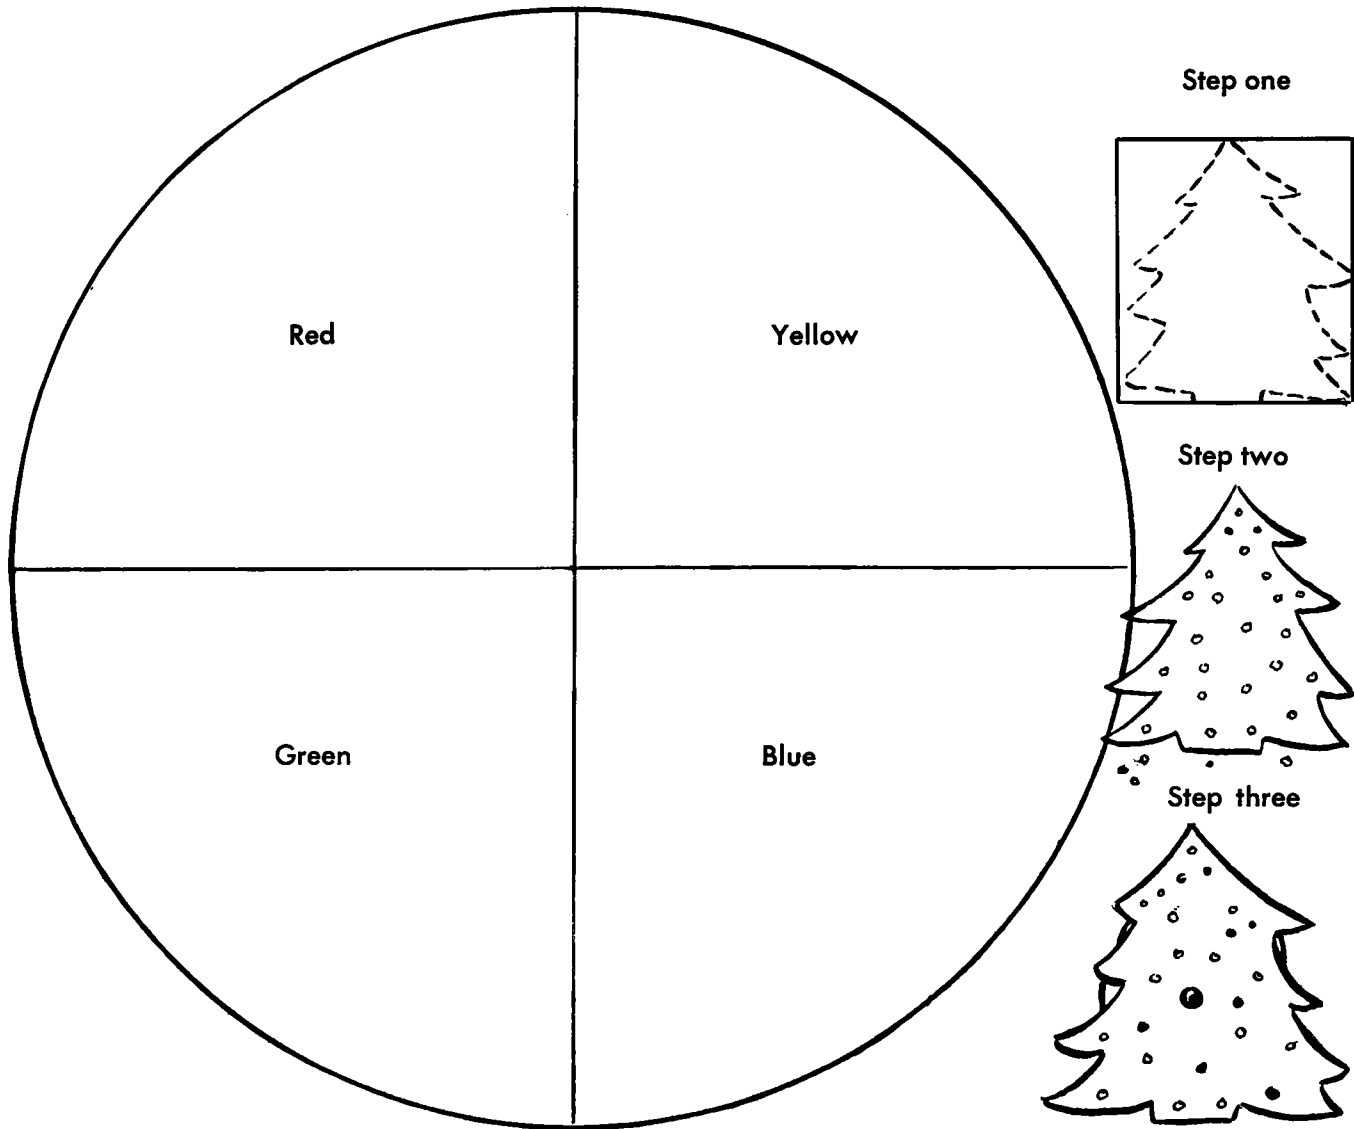 Step one
Red
Yellow
Step two
Green
Blue
Step three